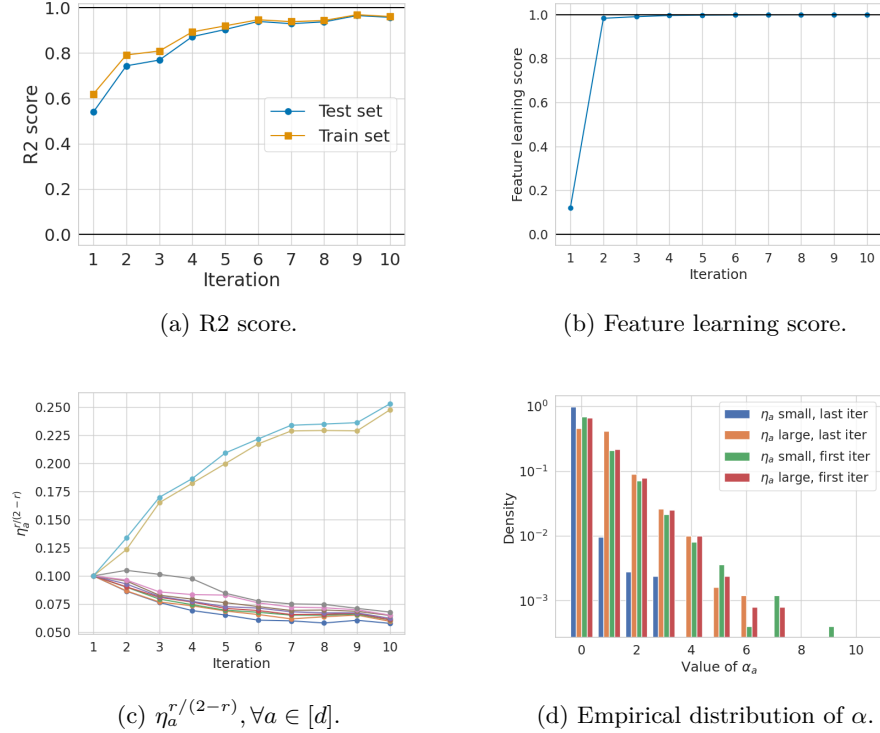 1.0
0.8
0.6
0.4
0.2
0.0
R2 score
Test set
Train set
1 2 3 4 5 6 7 8 9 10
Iteration
(a) R2 score.
1.0
0.8
0.6
0.4
0.2
0.0
Feature learning score
1 2 3 4 5 6 7 8 9 10
Iteration
(b) Feature learning score.
0.250
0.225
0.200
0.175
0.150
0.125
0.100
0.075
0.050
η_a^{r/(2−r)}
1 2 3 4 5 6 7 8 9 10
Iteration
(c) η_a^{r/(2−r)}, ∀a ∈ [d].
10^0
10^{−1}
10^{−2}
10^{−3}
Density
η_a small, last iter
η_a large, last iter
η_a small, first iter
η_a large, first iter
0 2 4 6 8 10
Value of α_a
(d) Empirical distribution of α.